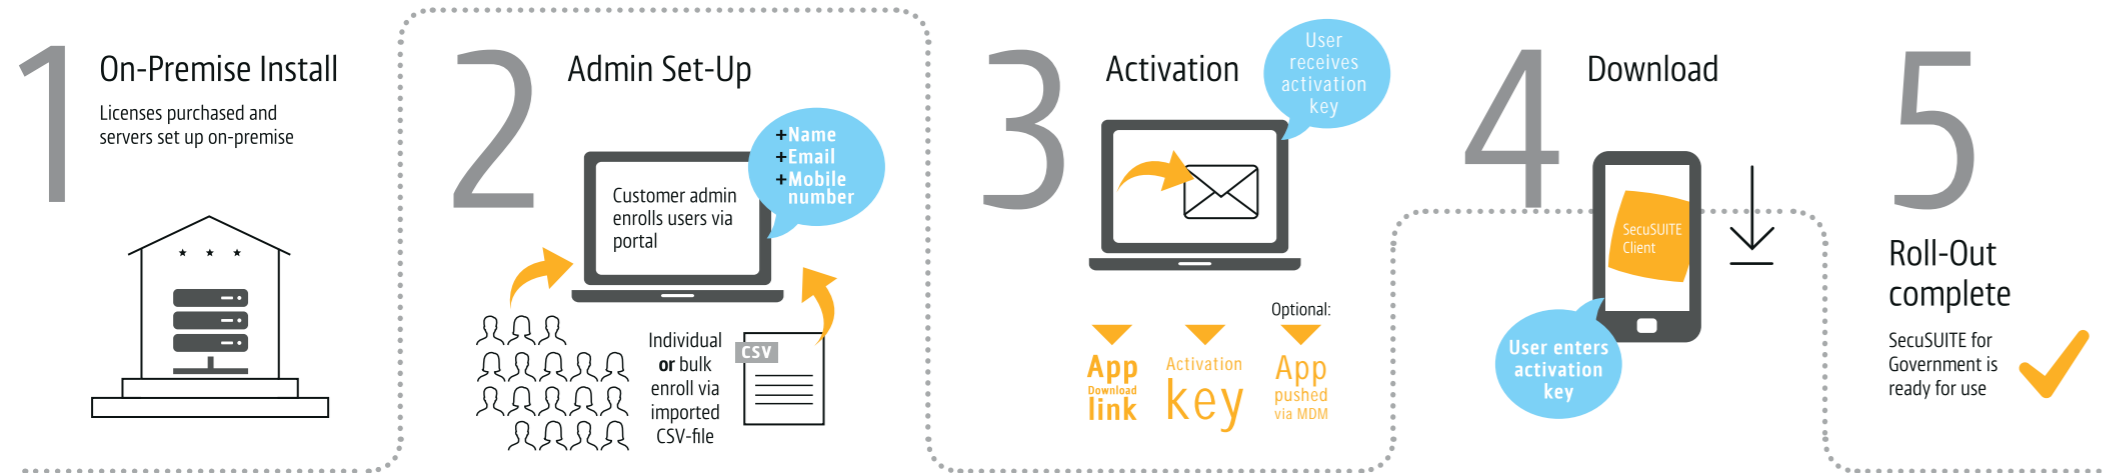 1
On-Premise Install
Licenses purchased and
servers set up on-premise
2
Admin Set-Up
Customer admin
enrolls users via
portal
+Name
+Email
+Mobile
number
Individual
or bulk
enroll via
imported
CSV-file
CSV
3
Activation
User
receives
activation
key
App
Download
link
Activation
key
Optional:
App
pushed
via MDM
4
Download
SecuSUITE
Client
User enters
activation
key
5
Roll-Out
complete
SecuSUITE for
Government is
ready for use